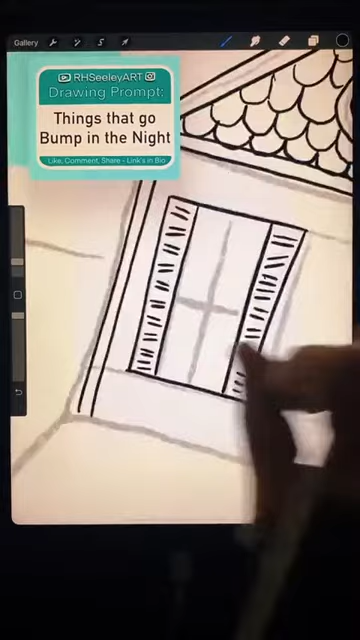 Gallery
RHSeeleyART
Drawing Prompt:
Things that go
Bump in the Night
Like, Comment, Share - Link's in Bio